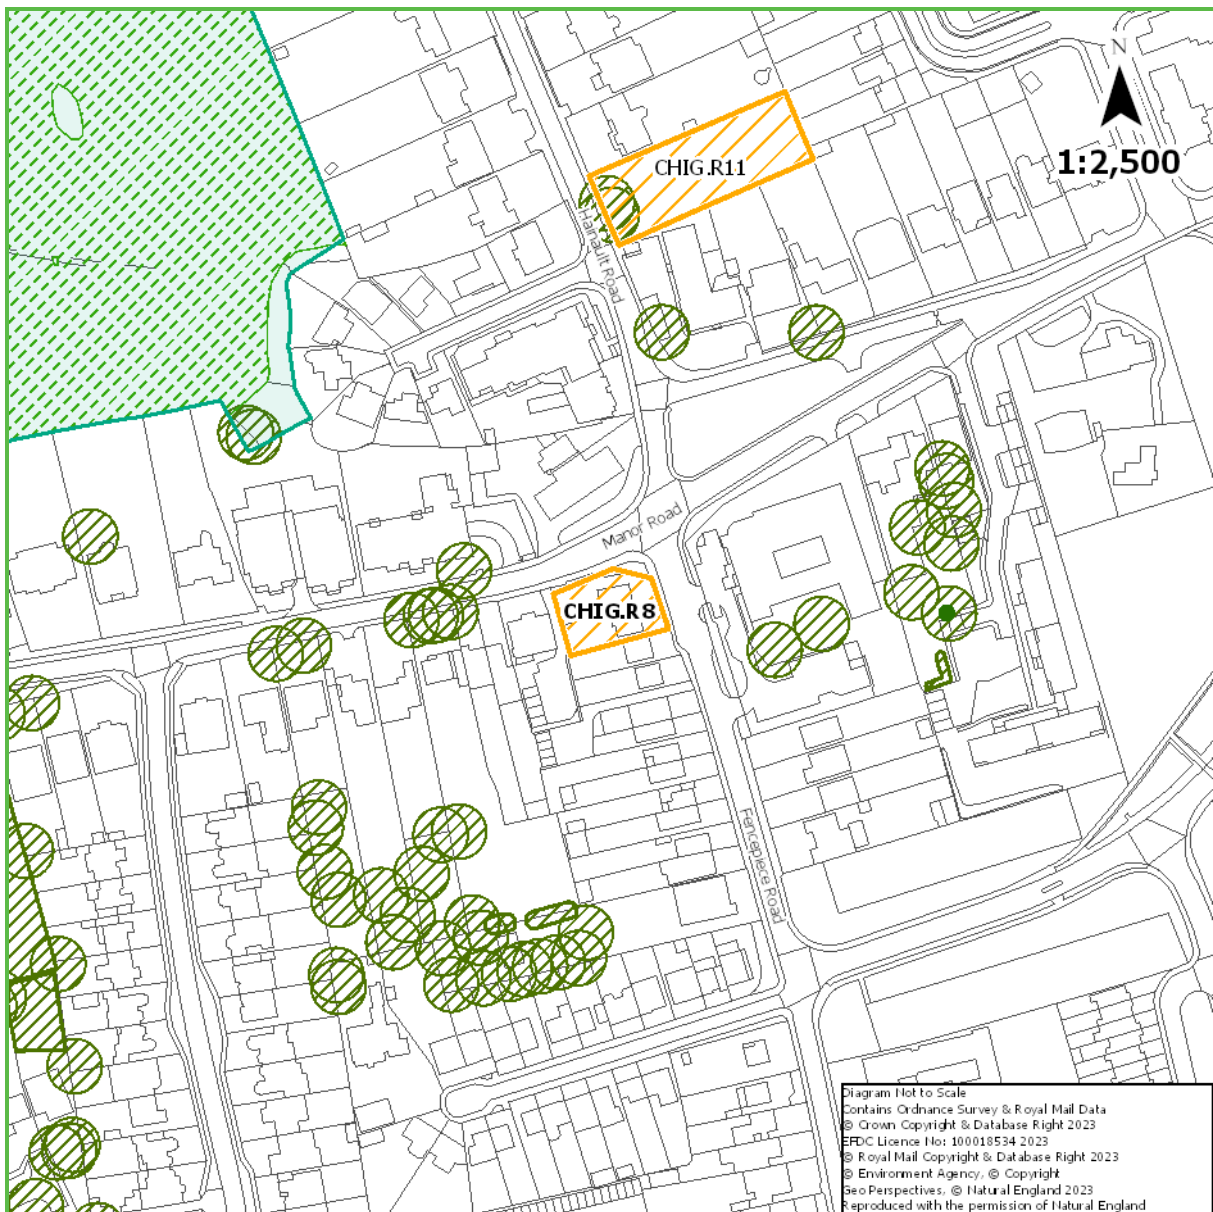 N
1:2,500
CHIG.R11
Hainault Road
Manor Road
CHIG.R8
Fencepiece Road
Diagram Not to Scale
Contains Ordnance Survey & Royal Mail Data
© Crown Copyright & Database Right 2023
EFDC Licence No: 100018534 2023
© Royal Mail Copyright & Database Right 2023
© Environment Agency, © Copyright
Geo Perspectives, © Natural England 2023
Reproduced with the permission of Natural England